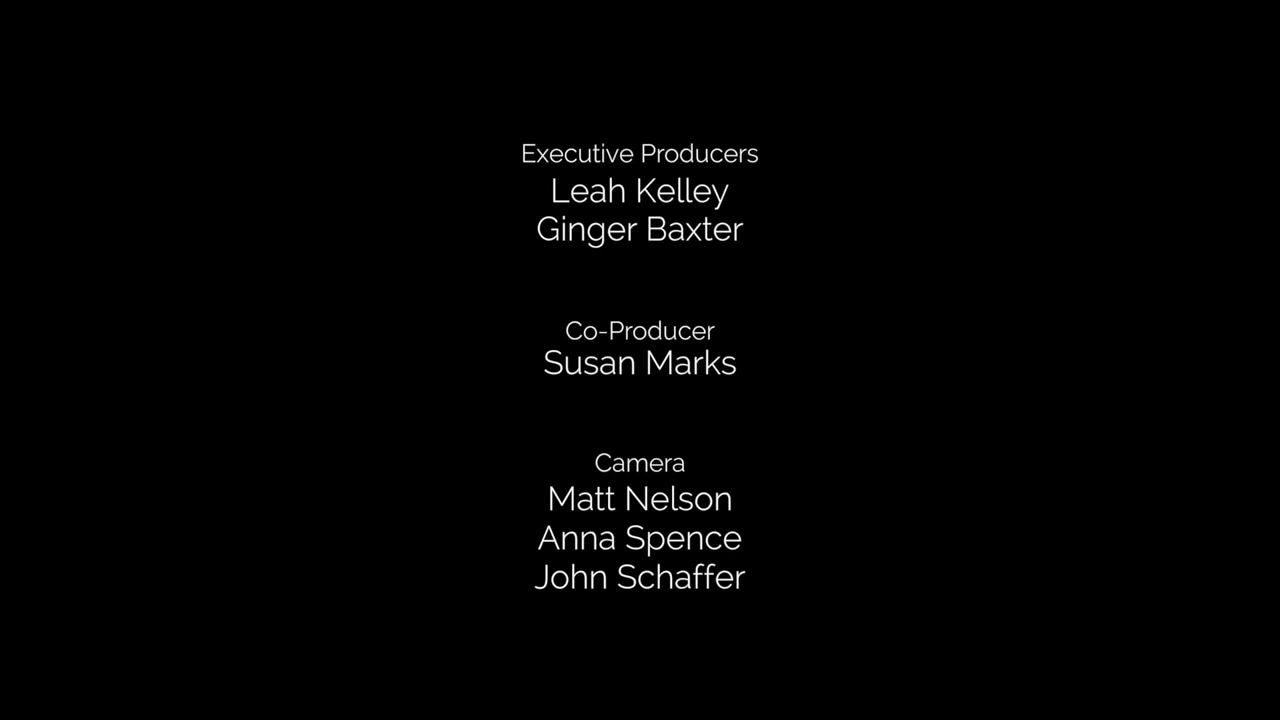 Executive Producers
Leah Kelley
Ginger Baxter
Co-Producer
Susan Marks
Camera
Matt Nelson
Anna Spence
John Schaffer